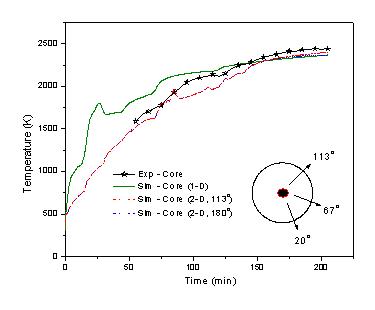 2500
2000
1500
1000
500
0
Temperature (K)
0
50
100
150
200
Time (min)
Exp - Core
Sim - Core (1-D)
Sim - Core (2-D, 113°)
Sim - Core (2-D, 180°)
113°
67°
20°